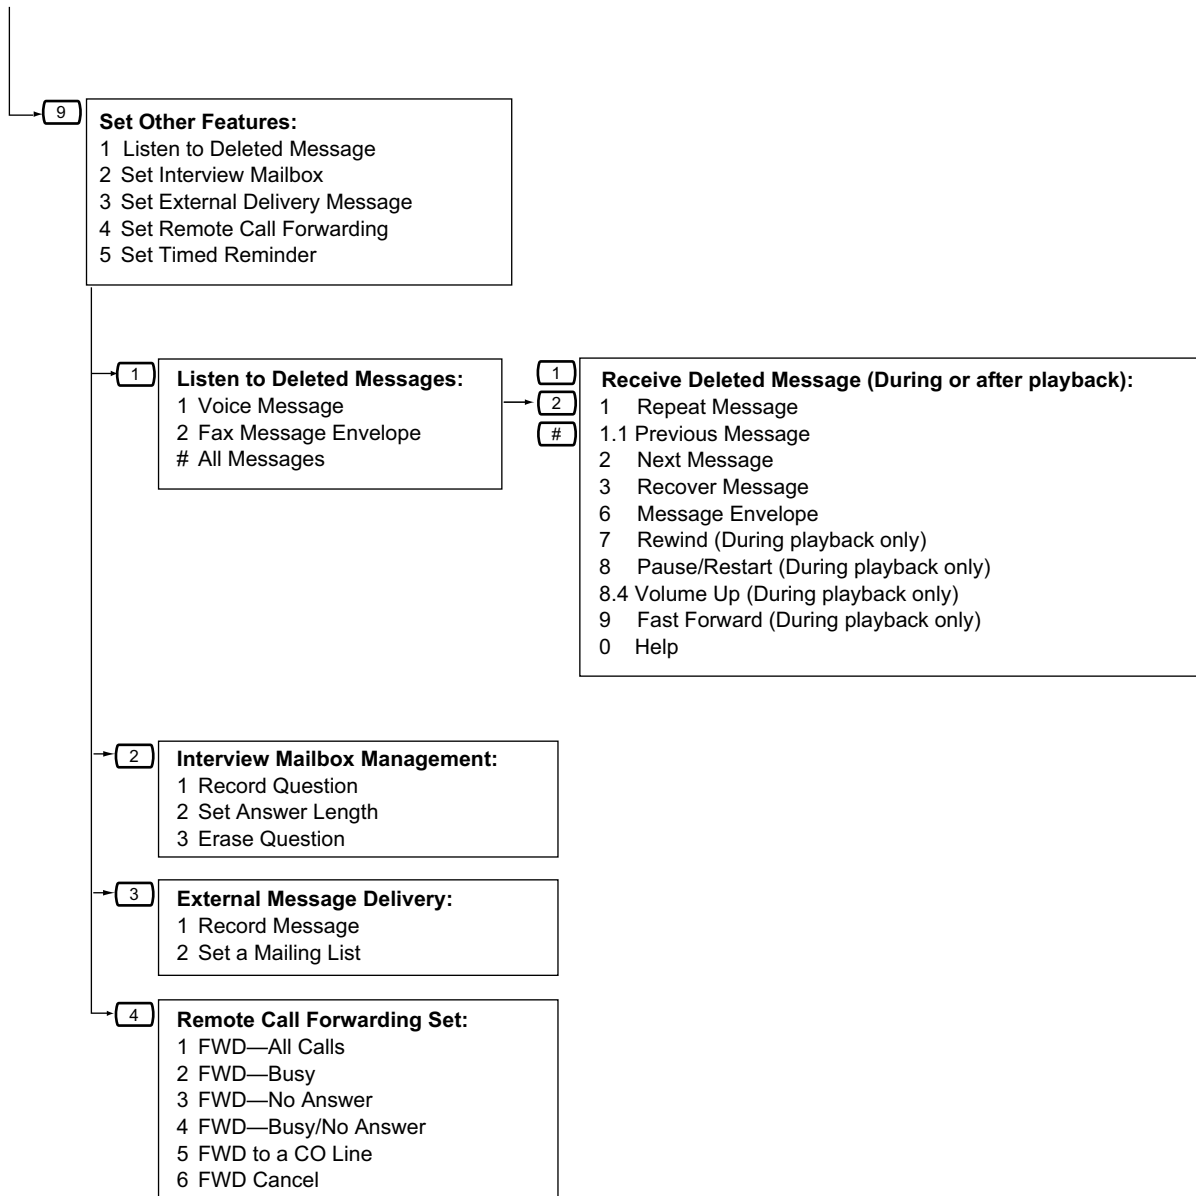 9
Set Other Features:
1 Listen to Deleted Message
2 Set Interview Mailbox
3 Set External Delivery Message
4 Set Remote Call Forwarding
5 Set Timed Reminder
1
Listen to Deleted Messages:
1 Voice Message
2 Fax Message Envelope
# All Messages
1
2
#
Receive Deleted Message (During or after playback):
1 Repeat Message
1.1 Previous Message
2 Next Message
3 Recover Message
6 Message Envelope
7 Rewind (During playback only)
8 Pause/Restart (During playback only)
8.4 Volume Up (During playback only)
9 Fast Forward (During playback only)
0 Help
2
Interview Mailbox Management:
1 Record Question
2 Set Answer Length
3 Erase Question
3
External Message Delivery:
1 Record Message
2 Set a Mailing List
4
Remote Call Forwarding Set:
1 FWD—All Calls
2 FWD—Busy
3 FWD—No Answer
4 FWD—Busy/No Answer
5 FWD to a CO Line
6 FWD Cancel